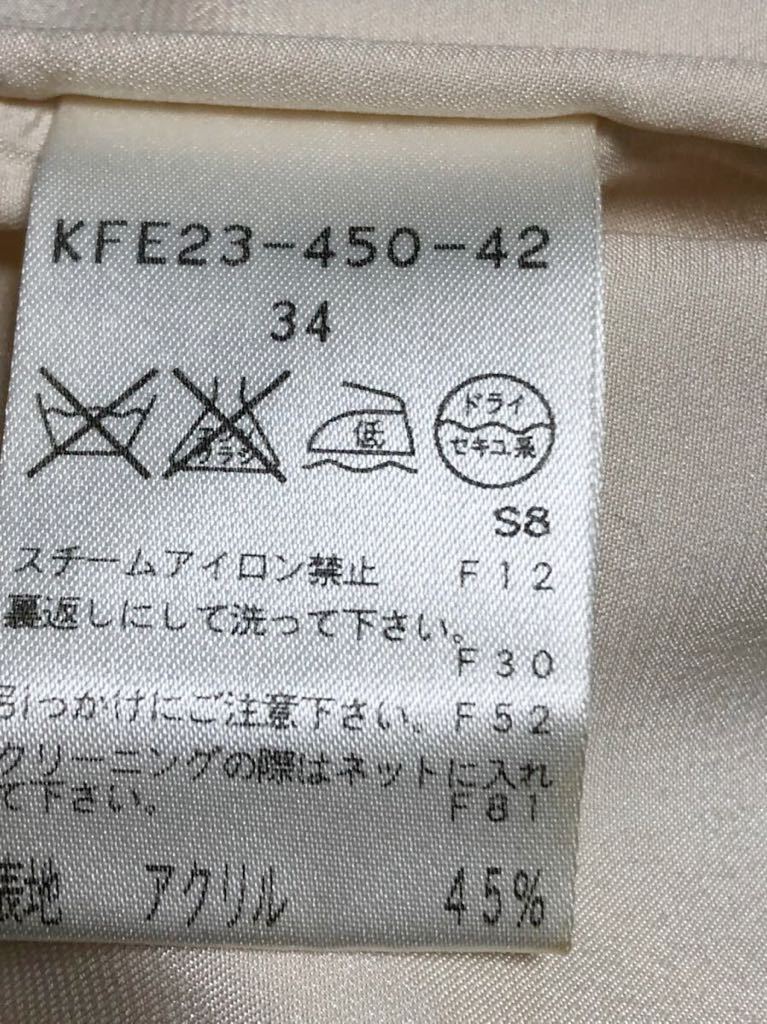 KFE23-450-42
34
エンソ サラシ 低 ドライ セキユ系
S8
スチームアイロン禁止 F12
裏返しにして洗って下さい。
F30
引っかけにご注意下さい。F52
クリーニングの際はネットに入れ
て下さい。 F81
表地 アクリル 45%